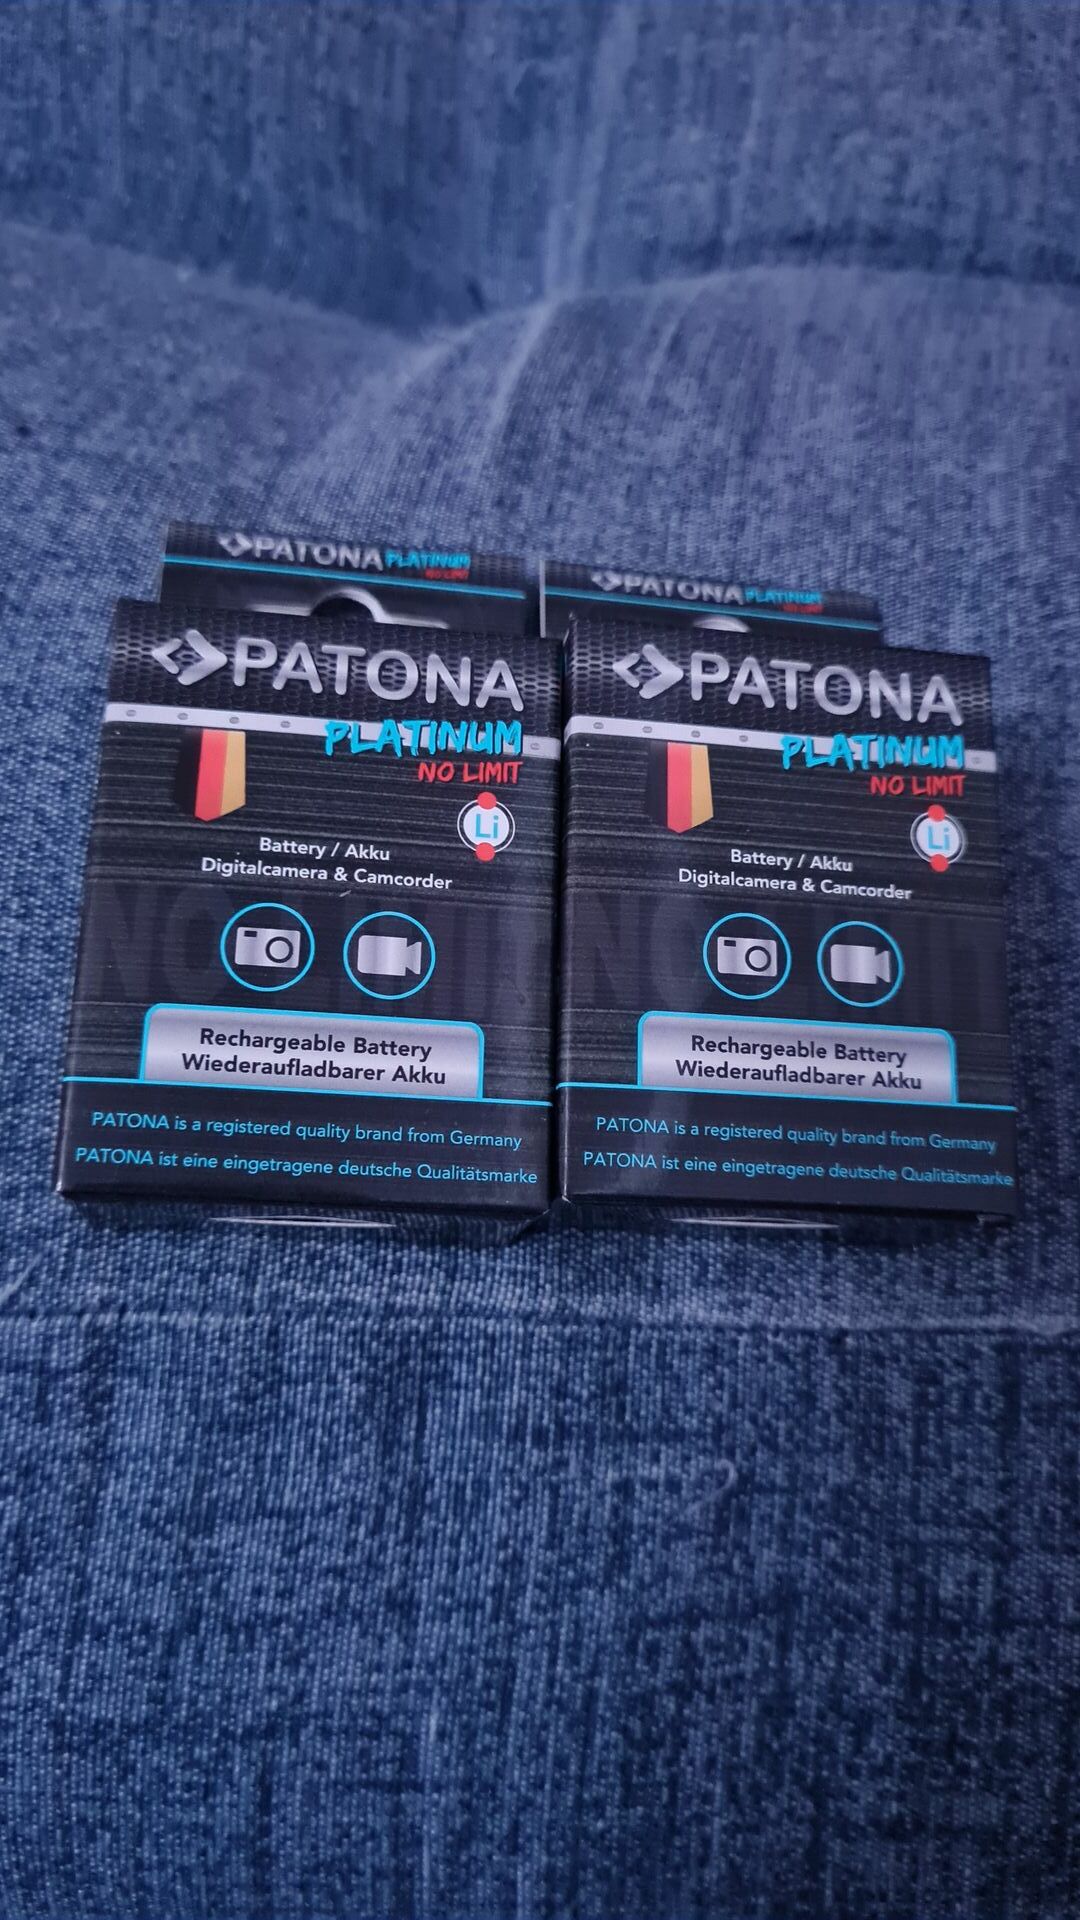 PATONA PLATINUM
NO LIMIT
PATONA
PLATINUM
NO LIMIT
Li
Battery / Akku
Digitalcamera & Camcorder
Rechargeable Battery
Wiederaufladbarer Akku
PATONA is a registered quality brand from Germany
PATONA ist eine eingetragene deutsche Qualitätsmarke
PATONA PLATINUM
NO LIMIT
PATONA
PLATINUM
NO LIMIT
Li
Battery / Akku
Digitalcamera & Camcorder
Rechargeable Battery
Wiederaufladbarer Akku
PATONA is a registered quality brand from Germany
PATONA ist eine eingetragene deutsche Qualitätsmarke